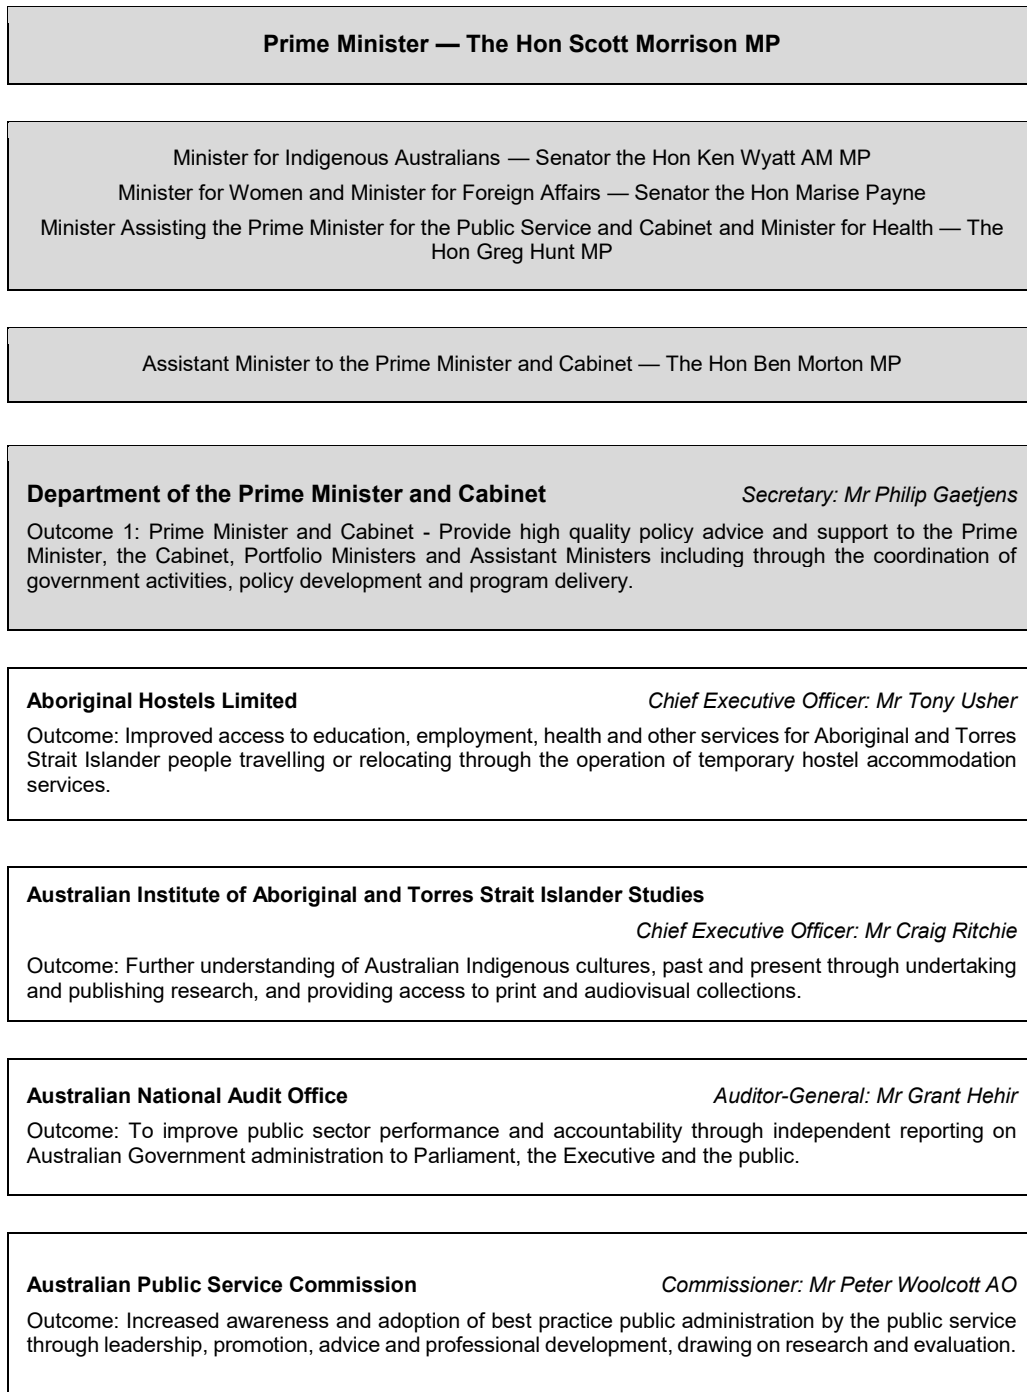 Prime Minister — The Hon Scott Morrison MP
Minister for Indigenous Australians — Senator the Hon Ken Wyatt AM MP
Minister for Women and Minister for Foreign Affairs — Senator the Hon Marise Payne
Minister Assisting the Prime Minister for the Public Service and Cabinet and Minister for Health — The
Hon Greg Hunt MP
Assistant Minister to the Prime Minister and Cabinet — The Hon Ben Morton MP
Department of the Prime Minister and Cabinet Secretary: Mr Philip Gaetjens
Outcome 1: Prime Minister and Cabinet - Provide high quality policy advice and support to the Prime
Minister, the Cabinet, Portfolio Ministers and Assistant Ministers including through the coordination of
government activities, policy development and program delivery.
Aboriginal Hostels Limited Chief Executive Officer: Mr Tony Usher
Outcome: Improved access to education, employment, health and other services for Aboriginal and Torres
Strait Islander people travelling or relocating through the operation of temporary hostel accommodation
services.
Australian Institute of Aboriginal and Torres Strait Islander Studies
Chief Executive Officer: Mr Craig Ritchie
Outcome: Further understanding of Australian Indigenous cultures, past and present through undertaking
and publishing research, and providing access to print and audiovisual collections.
Australian National Audit Office Auditor-General: Mr Grant Hehir
Outcome: To improve public sector performance and accountability through independent reporting on
Australian Government administration to Parliament, the Executive and the public.
Australian Public Service Commission Commissioner: Mr Peter Woolcott AO
Outcome: Increased awareness and adoption of best practice public administration by the public service
through leadership, promotion, advice and professional development, drawing on research and evaluation.